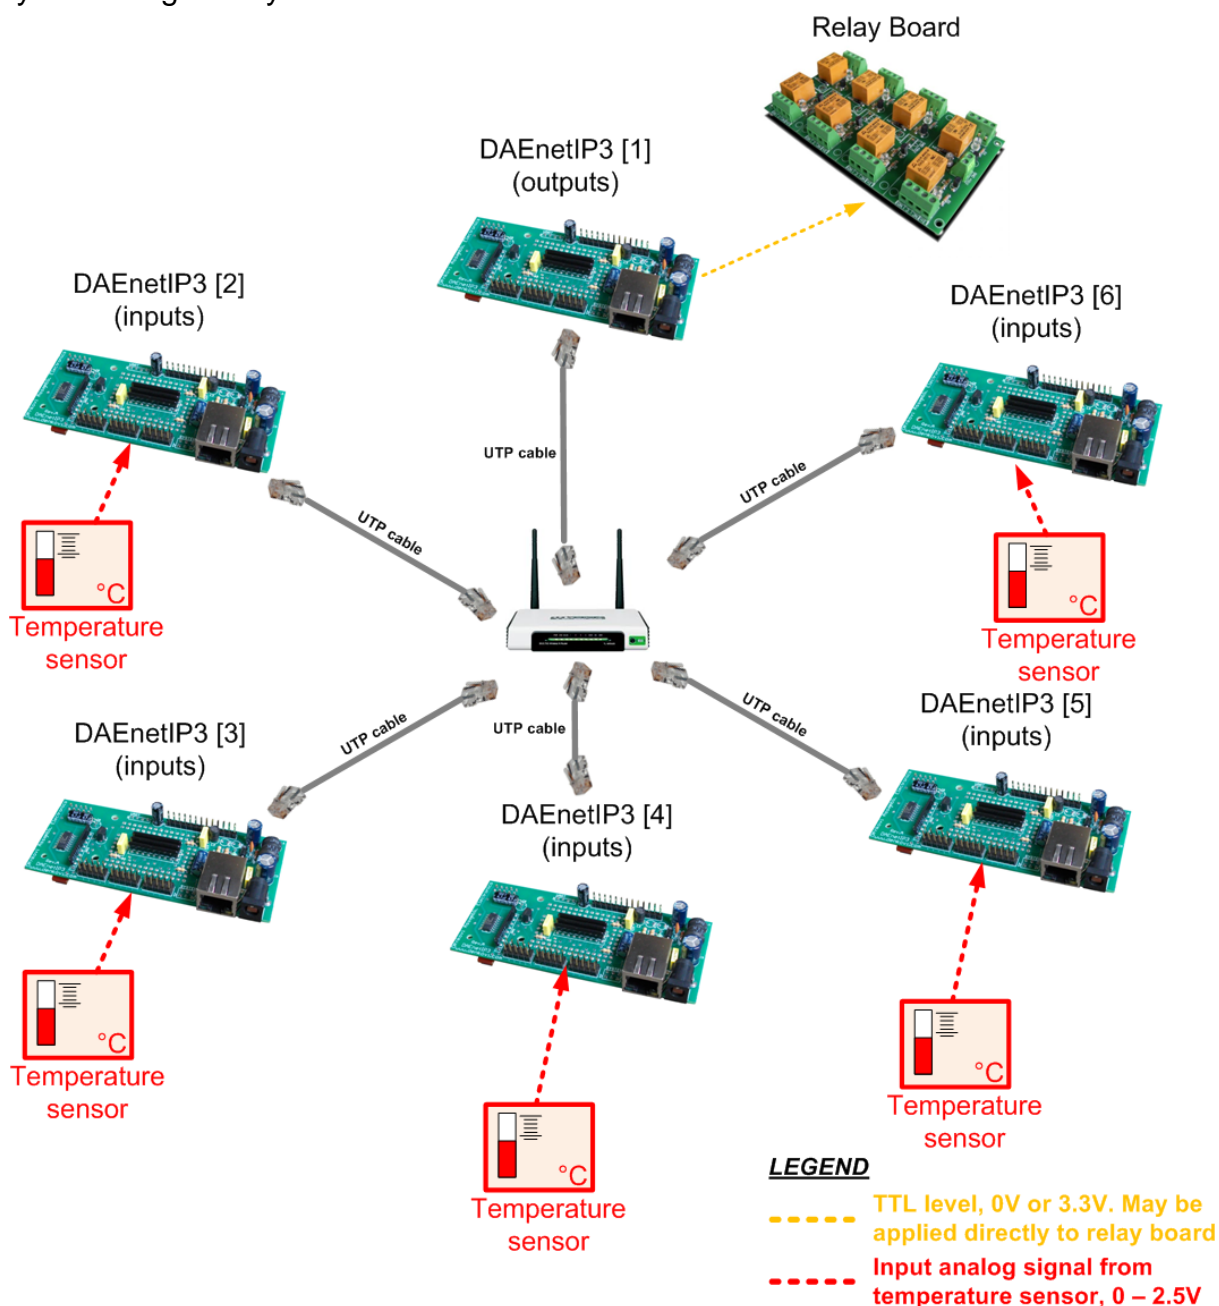 Relay Board
DAEnetIP3 [1]
(outputs)
DAEnetIP3 [2]
(inputs)
DAEnetIP3 [6]
(inputs)
UTP cable
UTP cable
UTP cable
°C
Temperature
sensor
°C
Temperature
sensor
DAEnetIP3 [3]
(inputs)
UTP cable
UTP cable
UTP cable
DAEnetIP3 [5]
(inputs)
DAEnetIP3 [4]
(inputs)
°C
Temperature
sensor
°C
Temperature
sensor
°C
Temperature
sensor
LEGEND
TTL level, 0V or 3.3V. May be
applied directly to relay board
Input analog signal from
temperature sensor, 0 – 2.5V